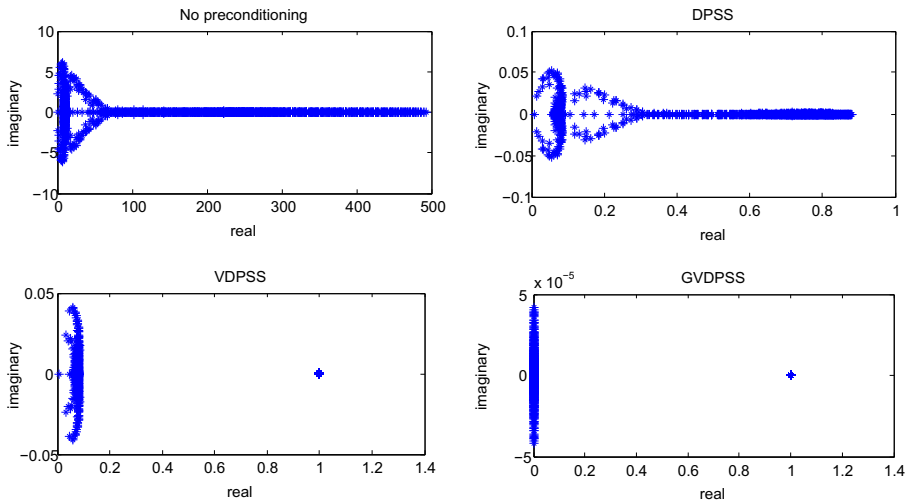 No preconditioning
10
5
0
−5
−10
0 100 200 300 400 500
imaginary
real
DPSS
0.1
0.05
0
−0.05
−0.1
0 0.2 0.4 0.6 0.8 1
imaginary
real
VDPSS
0.05
0
−0.05
0 0.2 0.4 0.6 0.8 1 1.2 1.4
imaginary
real
GVDPSS
x 10⁻⁵
5
0
−5
0 0.2 0.4 0.6 0.8 1 1.2 1.4
imaginary
real